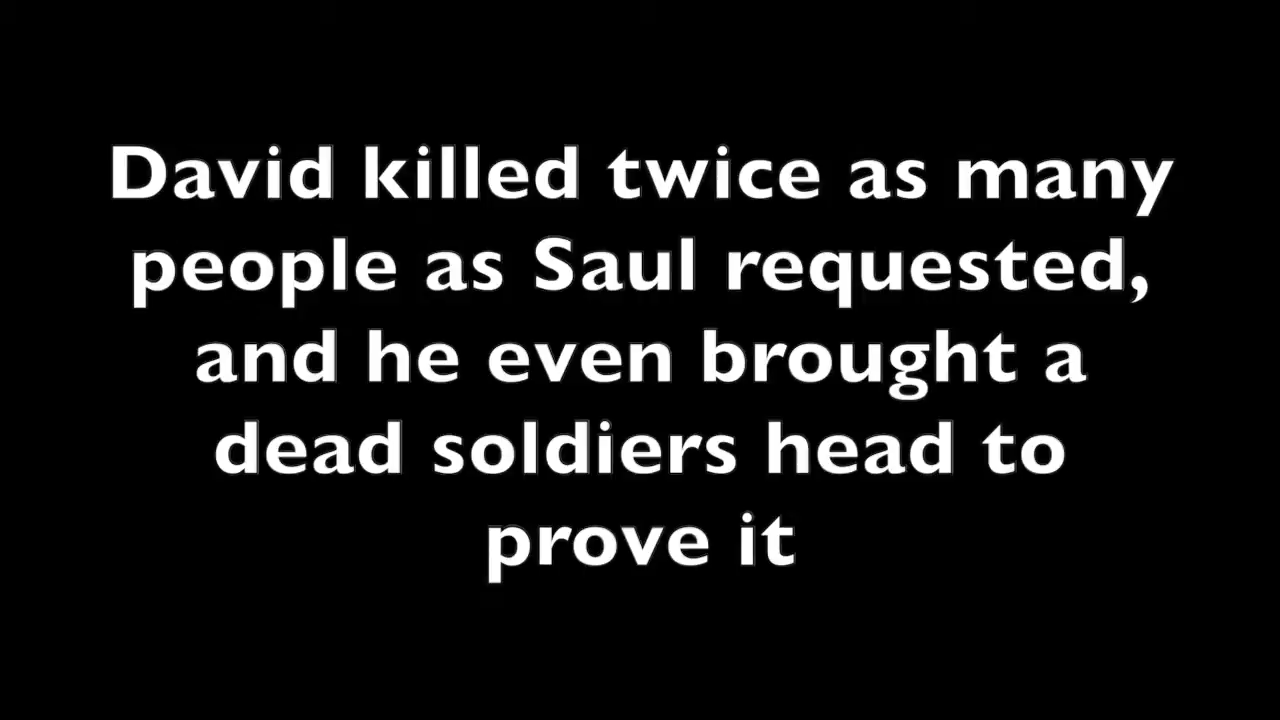 David killed twice as many
people as Saul requested,
and he even brought a
dead soldiers head to
prove it